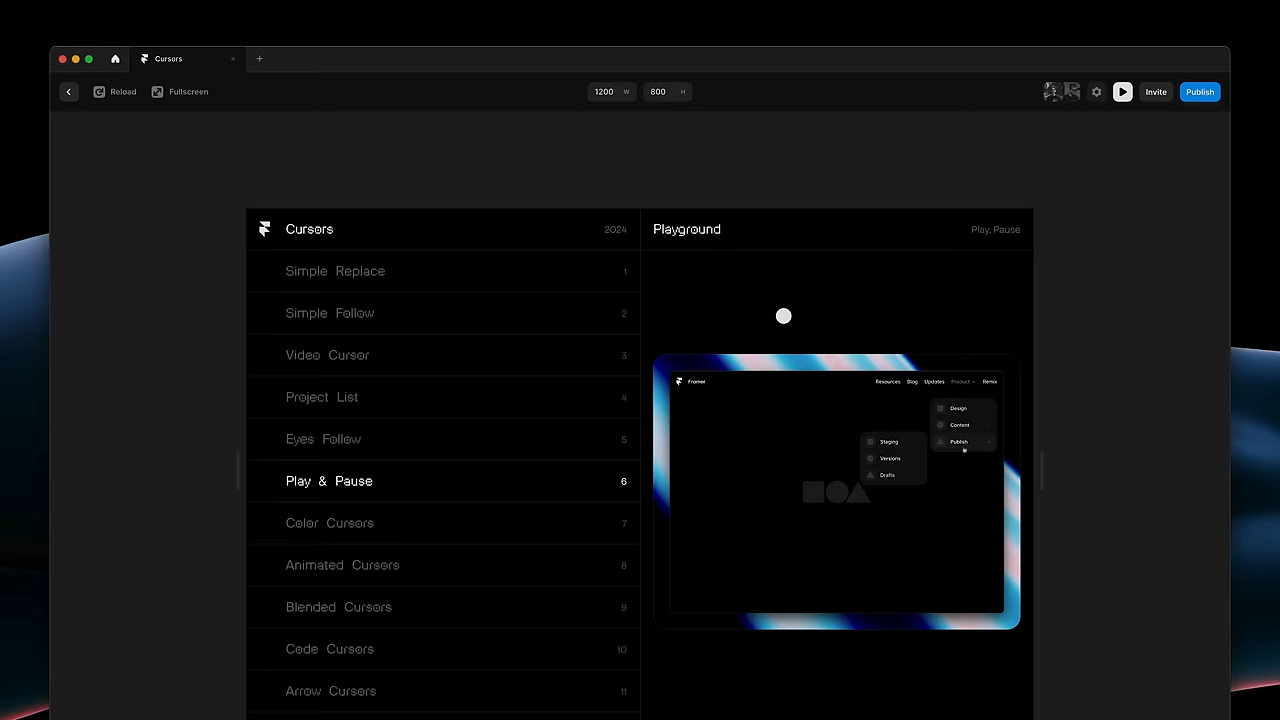 Cursors
Reload
Fullscreen
1200 W
800 H
Invite
Publish
Cursors
2024
Simple Replace
1
Simple Follow
2
Video Cursor
3
Project List
4
Eyes Follow
5
Play & Pause
6
Color Cursors
7
Animated Cursors
8
Blended Cursors
9
Code Cursors
10
Arrow Cursors
11
Playground
Play, Pause
Framer
Resources
Blog
Updates
Product
Remix
Design
Content
Publish
Staging
Versions
Drafts